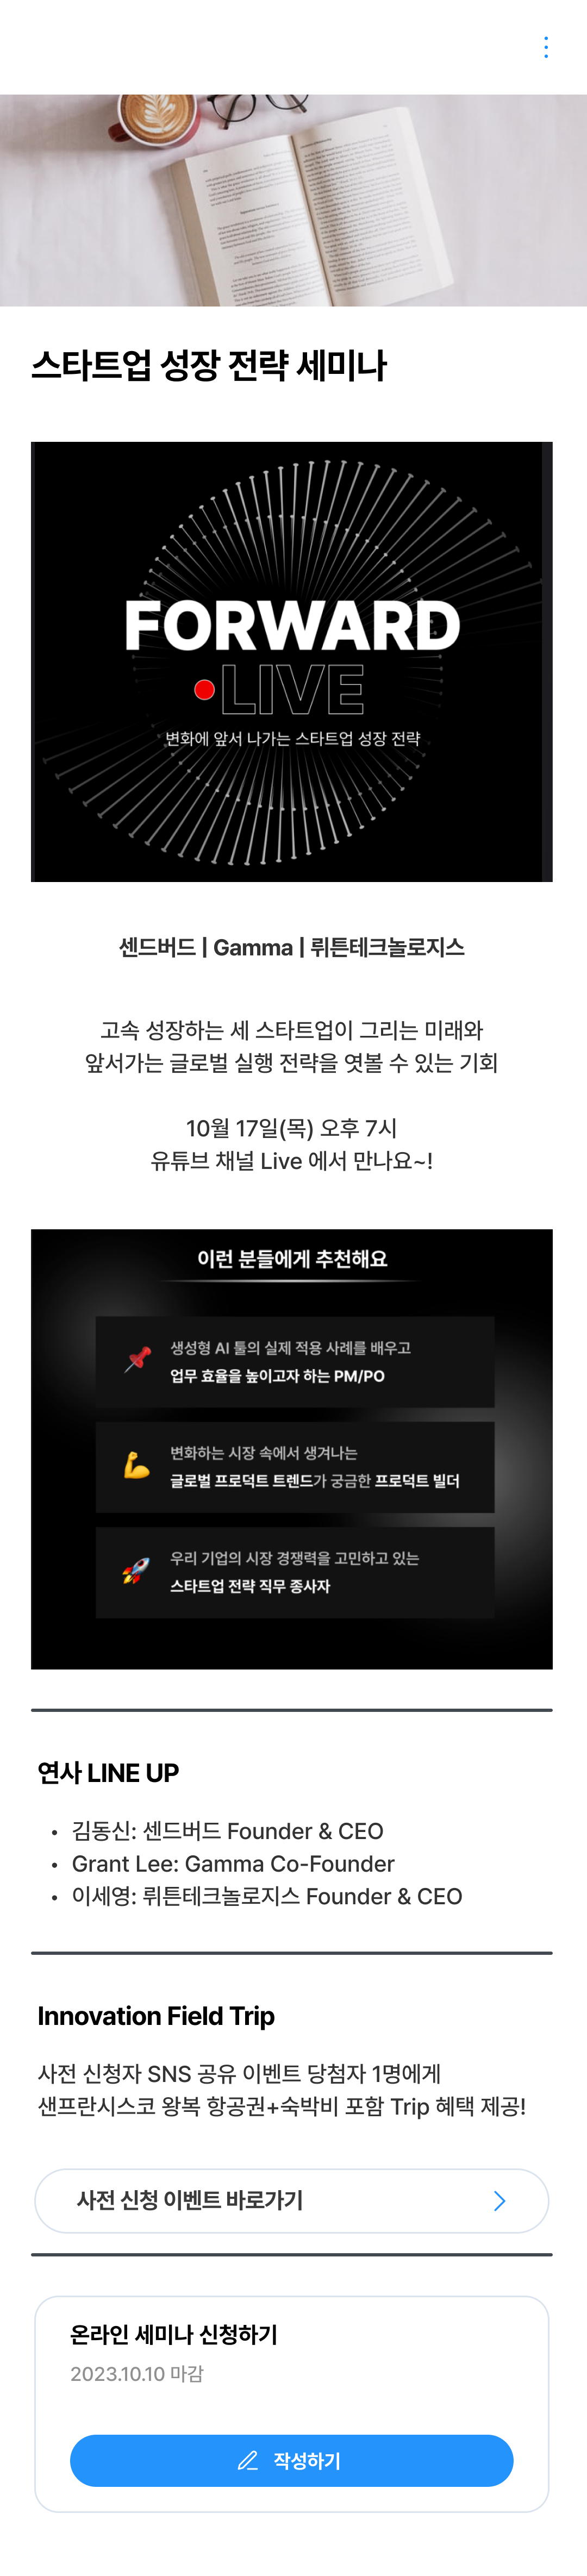 스타트업 성장 전략 세미나
FORWARD
LIVE
변화에 앞서 나가는 스타트업 성장 전략
센드버드 | Gamma | 뤼튼테크놀로지스
고속 성장하는 세 스타트업이 그리는 미래와
앞서가는 글로벌 실행 전략을 엿볼 수 있는 기회
10월 17일(목) 오후 7시
유튜브 채널 Live 에서 만나요~!
이런 분들에게 추천해요
생성형 AI 툴의 실제 적용 사례를 배우고
업무 효율을 높이고자 하는 PM/PO
변화하는 시장 속에서 생겨나는
글로벌 프로덕트 트렌드가 궁금한 프로덕트 빌더
우리 기업의 시장 경쟁력을 고민하고 있는
스타트업 전략 직무 종사자
연사 LINE UP
• 김동신: 센드버드 Founder & CEO
• Grant Lee: Gamma Co-Founder
• 이세영: 뤼튼테크놀로지스 Founder & CEO
Innovation Field Trip
사전 신청자 SNS 공유 이벤트 당첨자 1명에게
샌프란시스코 왕복 항공권+숙박비 포함 Trip 혜택 제공!
사전 신청 이벤트 바로가기
온라인 세미나 신청하기
2023.10.10 마감
작성하기